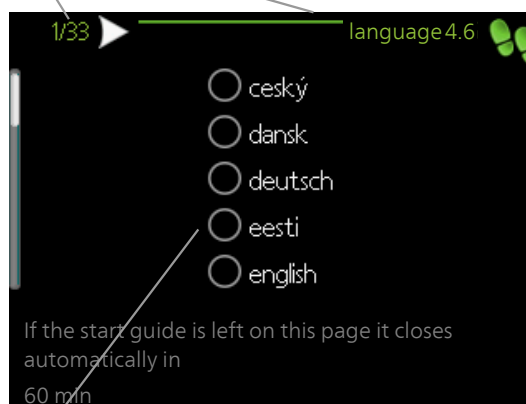 1/33
language 4.6
ceský
dansk
deutsch
eesti
english
If the start guide is left on this page it closes
automatically in
60 min